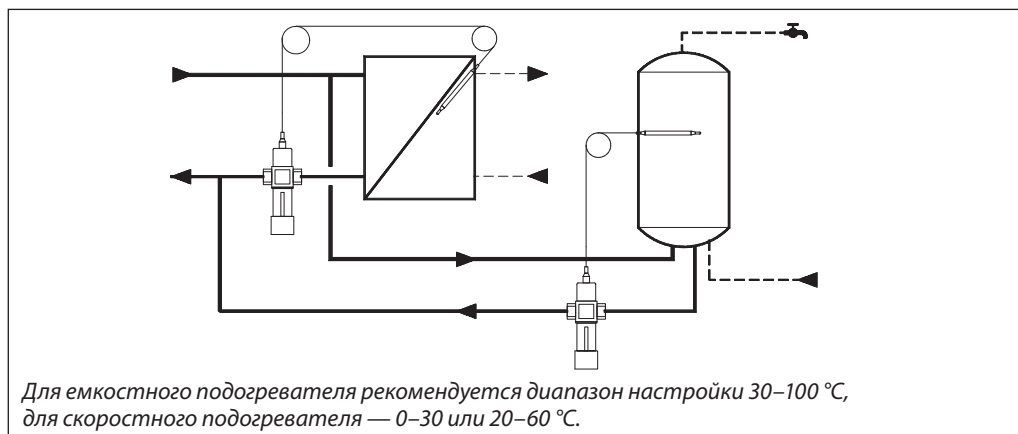 Для емкостного подогревателя рекомендуется диапазон настройки 30–100 °C,
для скоростного подогревателя — 0–30 или 20–60 °C.